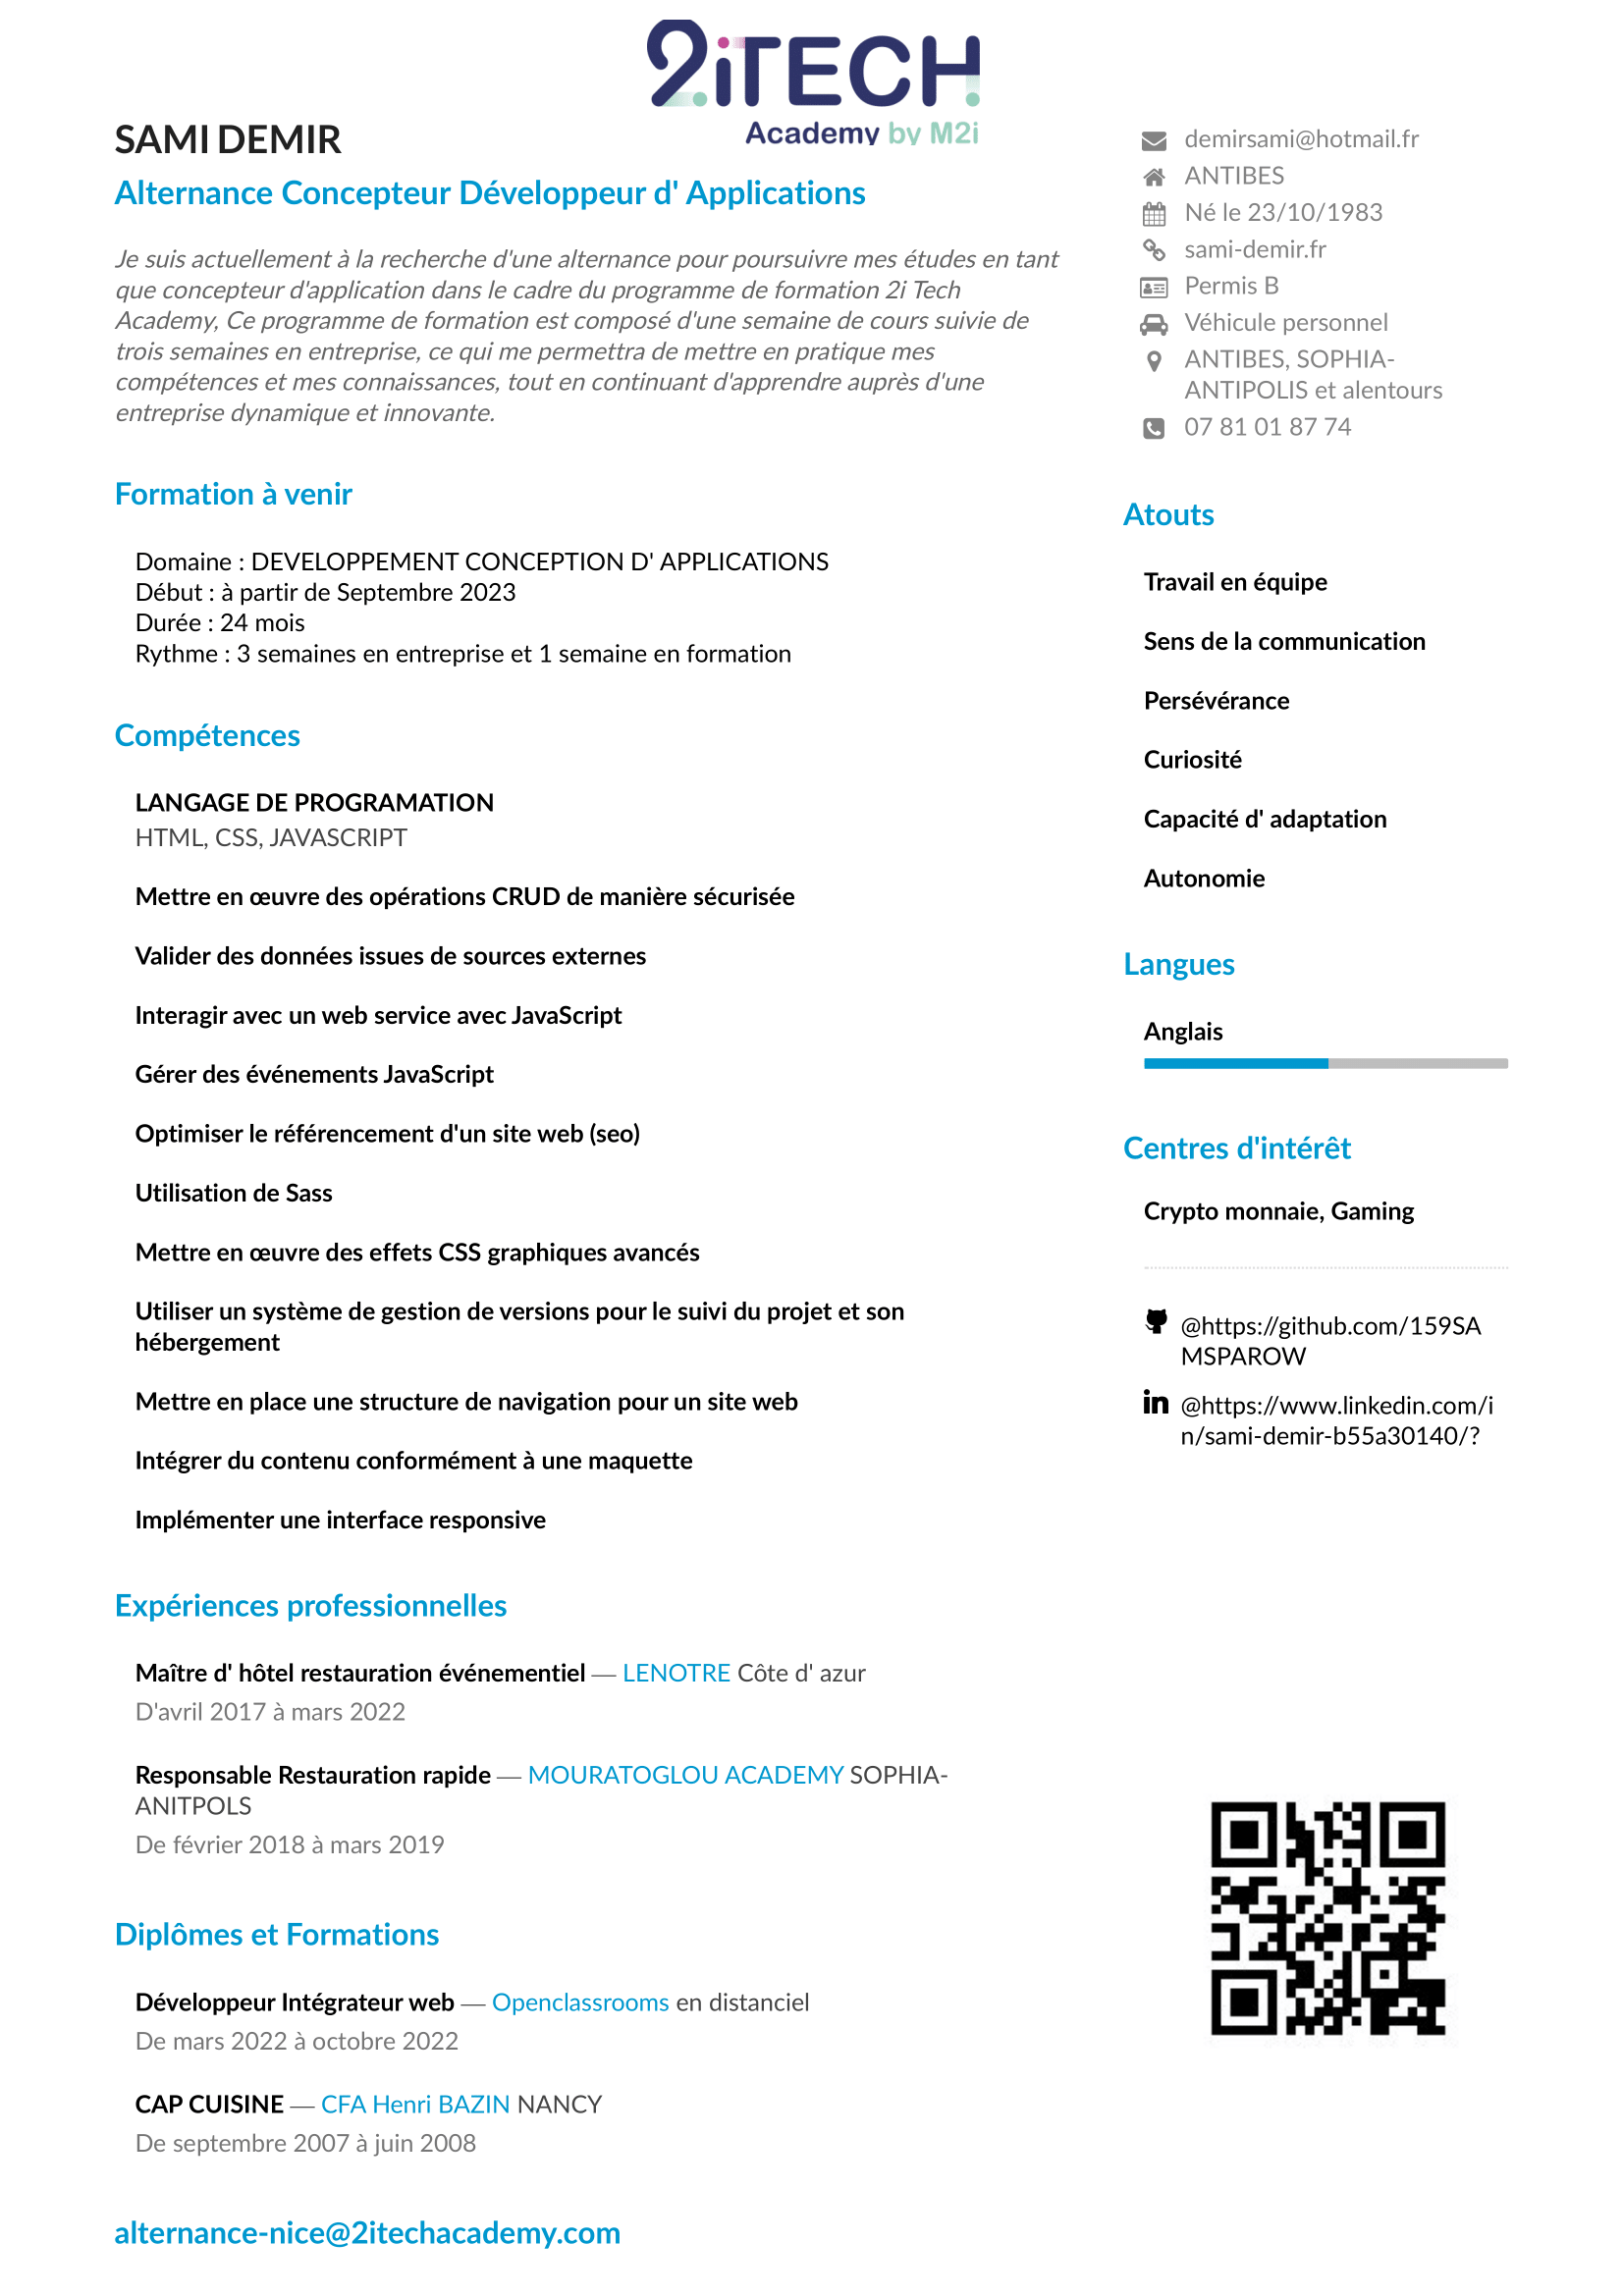 2iTECH
Academy by M2i
SAMI DEMIR
Alternance Concepteur Développeur d' Applications
Je suis actuellement à la recherche d'une alternance pour poursuivre mes études en tant
que concepteur d'application dans le cadre du programme de formation 2i Tech
Academy, Ce programme de formation est composé d'une semaine de cours suivie de
trois semaines en entreprise, ce qui me permettra de mettre en pratique mes
compétences et mes connaissances, tout en continuant d'apprendre auprès d'une
entreprise dynamique et innovante.
Formation à venir
Domaine : DEVELOPPEMENT CONCEPTION D' APPLICATIONS
Début : à partir de Septembre 2023
Durée : 24 mois
Rythme : 3 semaines en entreprise et 1 semaine en formation
Compétences
LANGAGE DE PROGRAMATION
HTML, CSS, JAVASCRIPT
Mettre en œuvre des opérations CRUD de manière sécurisée
Valider des données issues de sources externes
Interagir avec un web service avec JavaScript
Gérer des événements JavaScript
Optimiser le référencement d'un site web (seo)
Utilisation de Sass
Mettre en œuvre des effets CSS graphiques avancés
Utiliser un système de gestion de versions pour le suivi du projet et son
hébergement
Mettre en place une structure de navigation pour un site web
Intégrer du contenu conformément à une maquette
Implémenter une interface responsive
Expériences professionnelles
Maître d' hôtel restauration événementiel — LENOTRE Côte d' azur
D'avril 2017 à mars 2022
Responsable Restauration rapide — MOURATOGLOU ACADEMY SOPHIA-
ANITPOLS
De février 2018 à mars 2019
Diplômes et Formations
Développeur Intégrateur web — Openclassrooms en distanciel
De mars 2022 à octobre 2022
CAP CUISINE — CFA Henri BAZIN NANCY
De septembre 2007 à juin 2008
alternance-nice@2itechacademy.com
demirsami@hotmail.fr
ANTIBES
Né le 23/10/1983
sami-demir.fr
Permis B
Véhicule personnel
ANTIBES, SOPHIA-
ANTIPOLIS et alentours
07 81 01 87 74
Atouts
Travail en équipe
Sens de la communication
Persévérance
Curiosité
Capacité d' adaptation
Autonomie
Langues
Anglais
Centres d'intérêt
Crypto monnaie, Gaming
@https://github.com/159SA
MSPAROW
@https://www.linkedin.com/i
n/sami-demir-b55a30140/?